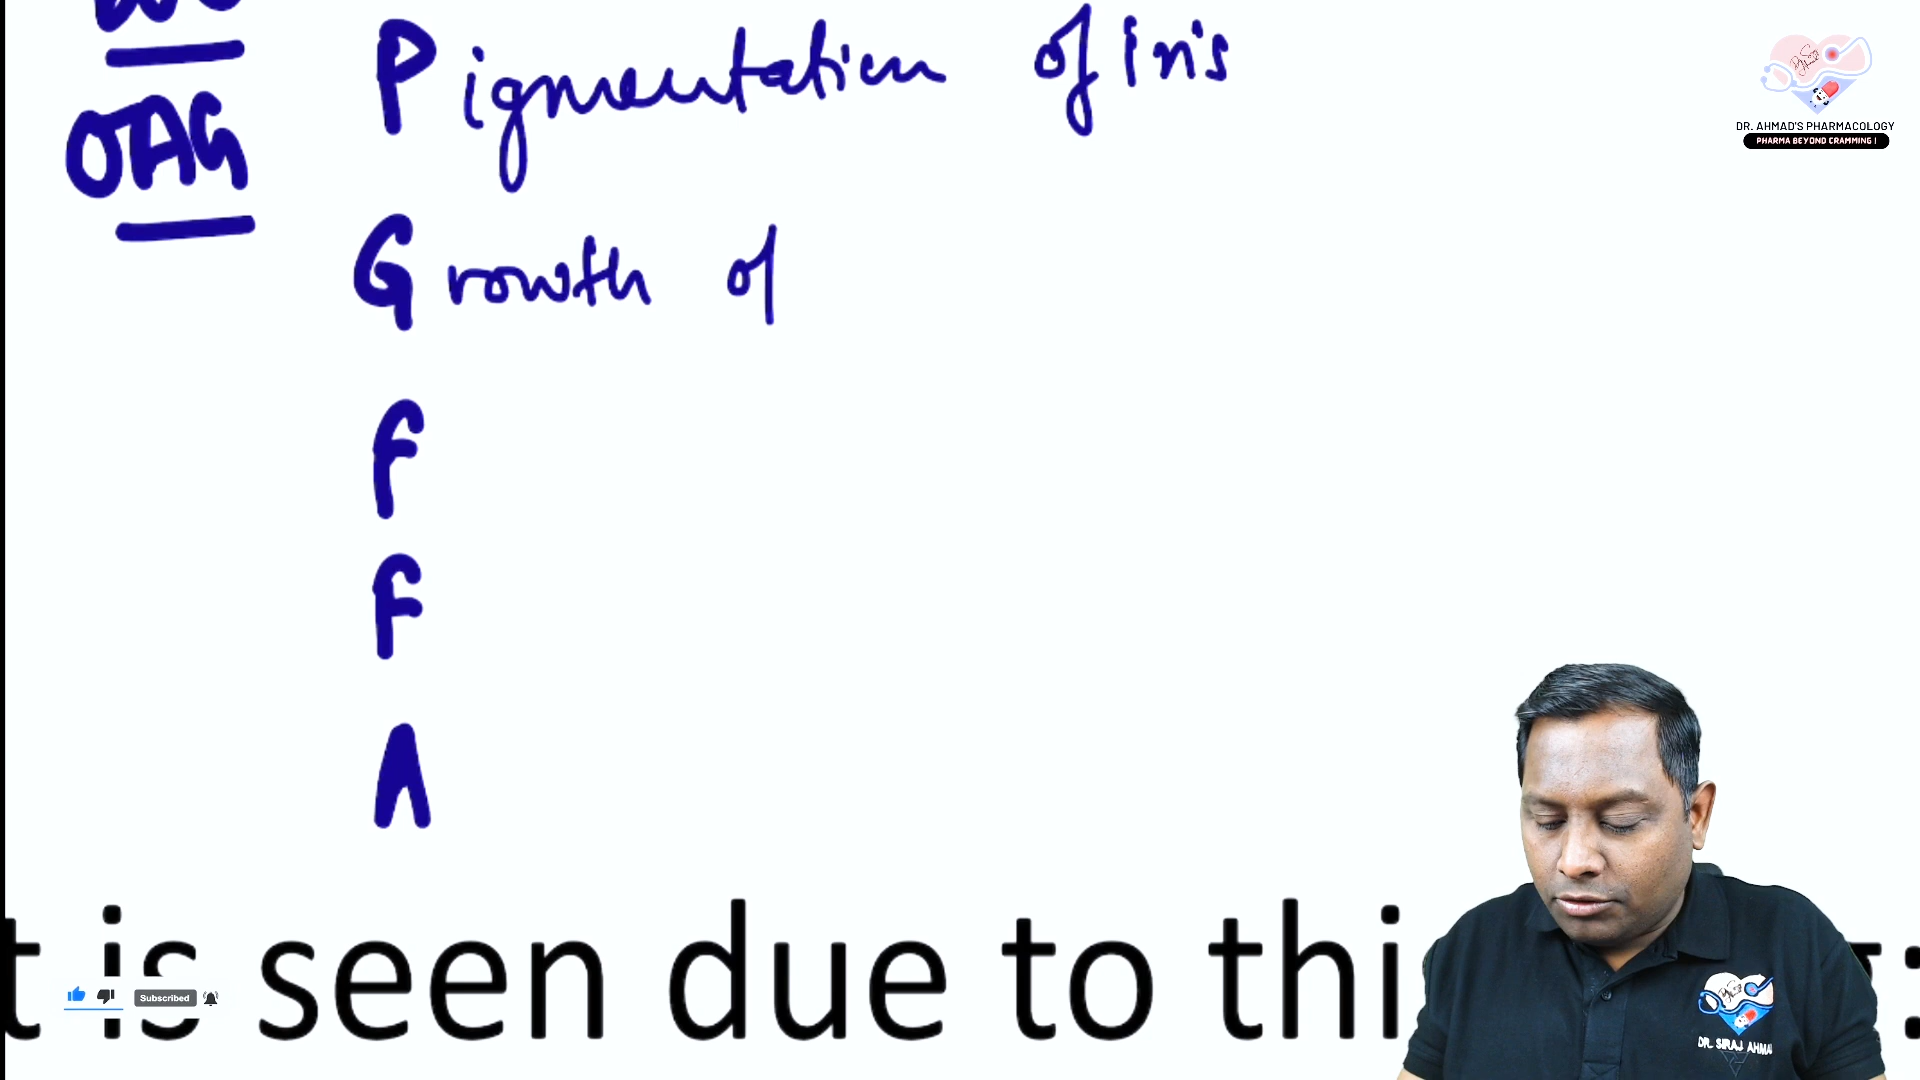 Pigmentation of Iris
OAG
Growth of
F
F
A
t is seen due to thi
Subscribed
DR. AHMAD'S PHARMACOLOGY
PHARMA BEYOND CRAMMING !
DR. SIRAJ AHMA